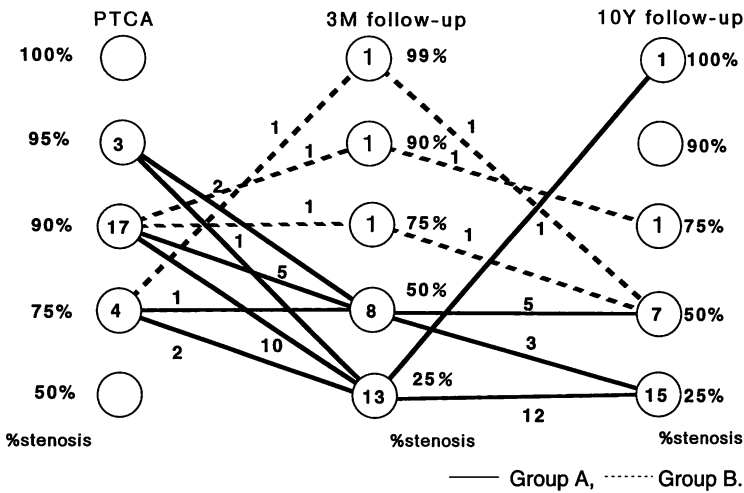 PTCA 3M follow-up 10Y follow-up
100% 1 99% 1 100%
1 1
95% 3 1 1 90% 1 90%
2
90% 17 1 1 75% 1 1 75%
1 1
5 50%
75% 4 1 8 5 7 50%
2 10 3
25%
50% 13 12 15 25%
%stenosis %stenosis %stenosis
Group A, Group B.